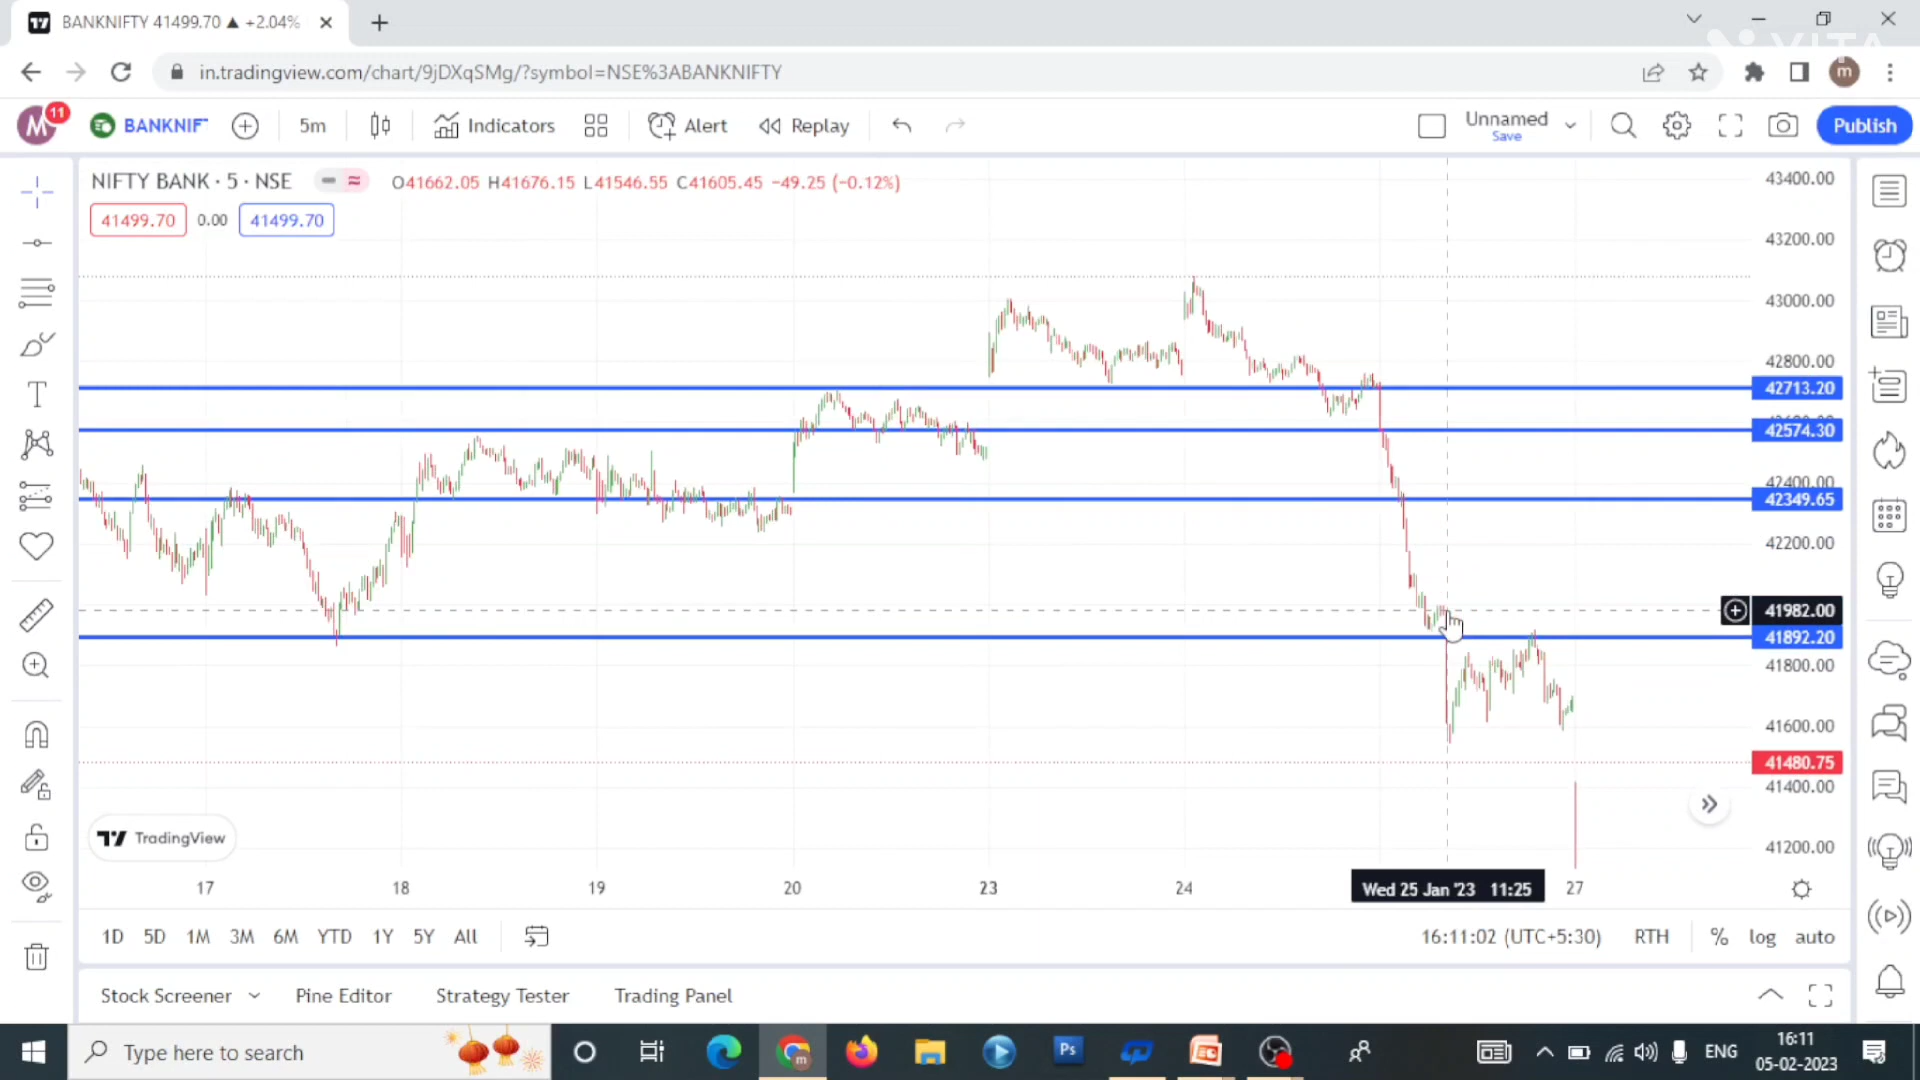 BANKNIFTY 41499.70 ▲ +2.04%
VITA
in.tradingview.com/chart/9jDXqSMg/?symbol=NSE%3ABANKNIFTY
m
M 11
BANKNIF
5m
Indicators
Alert
Replay
Unnamed
Save
Publish
NIFTY BANK · 5 · NSE
O41662.05 H41676.15 L41546.55 C41605.45 −49.25 (−0.12%)
41499.70 0.00 41499.70
43400.00
43200.00
43000.00
42800.00
42713.20
42574.30
42400.00
42349.65
42200.00
41982.00
41892.20
41800.00
41600.00
41480.75
41400.00
41200.00
TradingView
17 18 19 20 23 24 Wed 25 Jan '23 11:25 27
1D 5D 1M 3M 6M YTD 1Y 5Y All
16:11:02 (UTC+5:30) RTH % log auto
Stock Screener Pine Editor Strategy Tester Trading Panel
Type here to search
Ps
ENG
16:11
05-02-2023